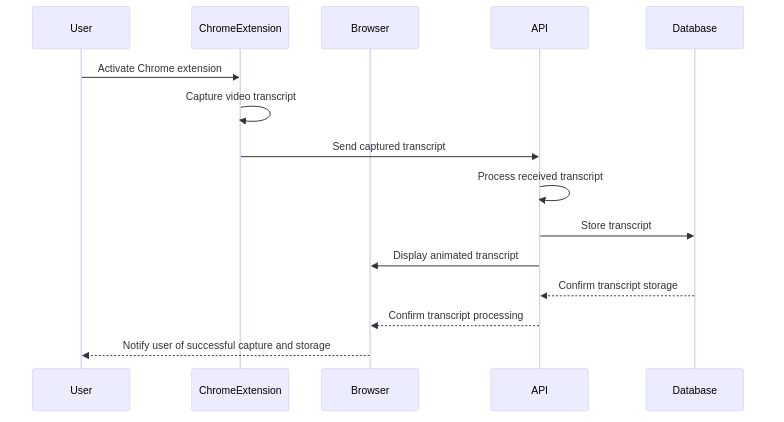 User
ChromeExtension
Browser
API
Database
Activate Chrome extension
Capture video transcript
Send captured transcript
Process received transcript
Store transcript
Display animated transcript
Confirm transcript storage
Confirm transcript processing
Notify user of successful capture and storage
User
ChromeExtension
Browser
API
Database